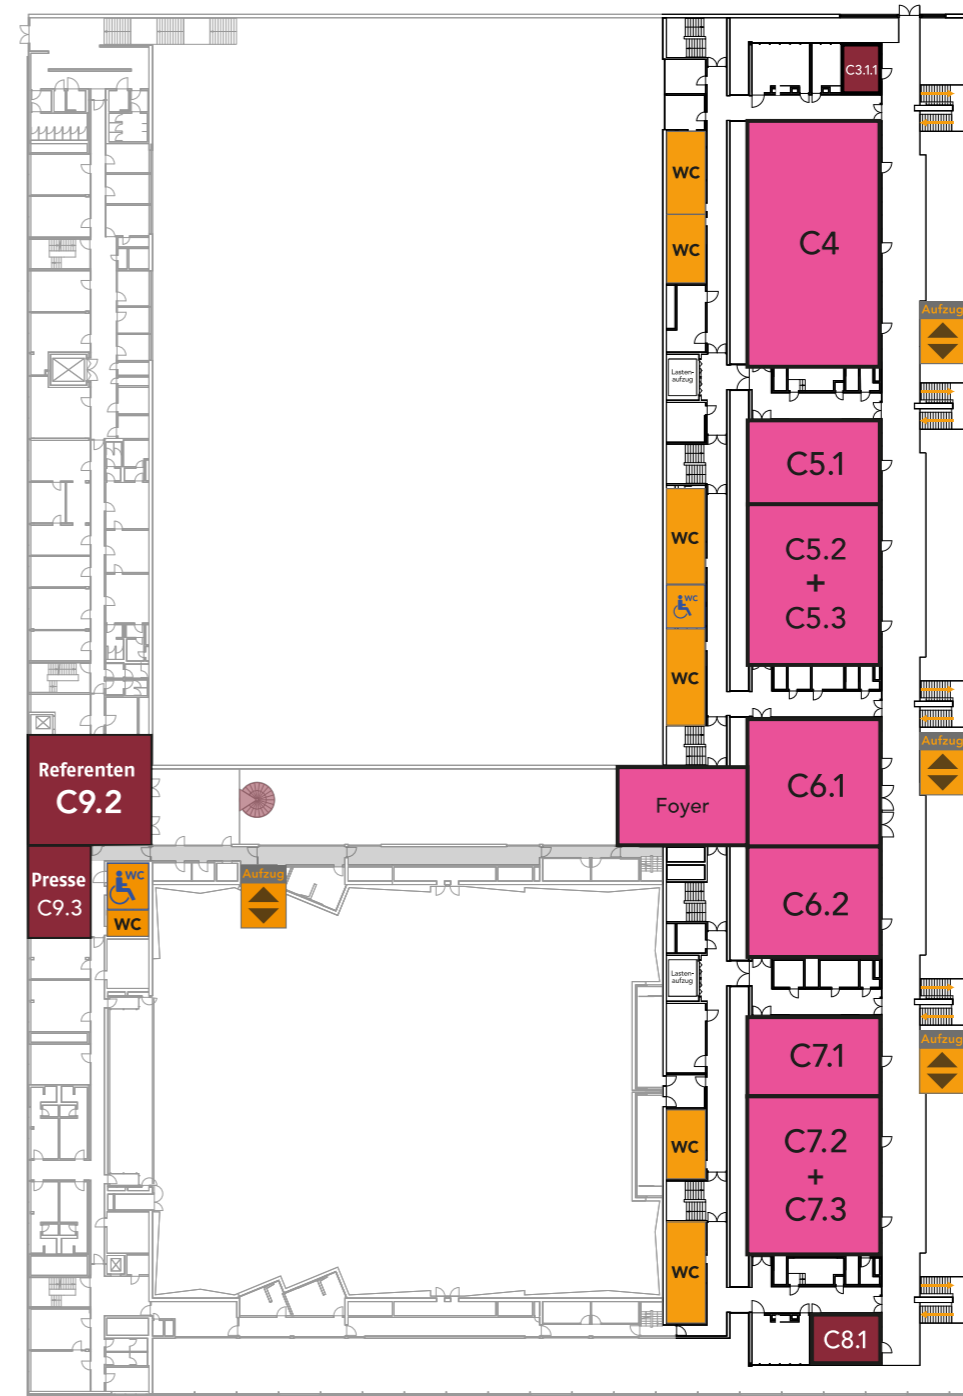 C3.1.1
WC
C4
WC
Aufzug
Lasten-
aufzug
C5.1
WC
C5.2
+
C5.3
WC
WC
Referenten
C9.2
Aufzug
C6.1
Foyer
Presse
C9.3
WC
WC
Aufzug
C6.2
Lasten-
aufzug
Aufzug
C7.1
WC
C7.2
+
C7.3
WC
C8.1